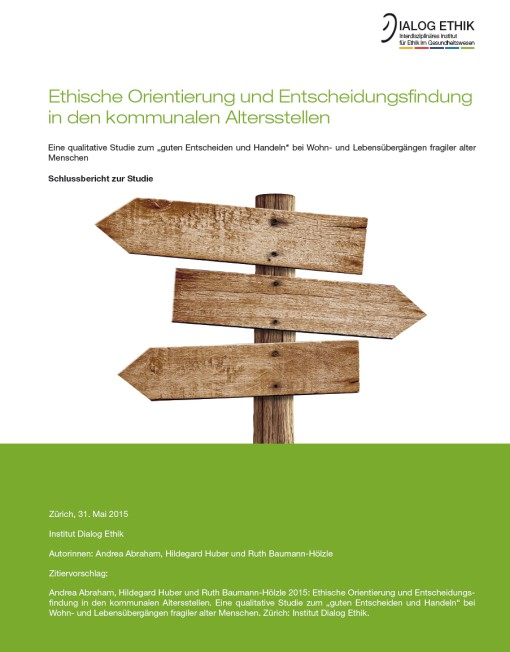 DIALOG ETHIK
Interdisziplinäres Institut
für Ethik im Gesundheitswesen
Ethische Orientierung und Entscheidungsfindung
in den kommunalen Altersstellen
Eine qualitative Studie zum „guten Entscheiden und Handeln“ bei Wohn- und Lebensübergängen fragiler alter
Menschen
Schlussbericht zur Studie
Zürich, 31. Mai 2015
Institut Dialog Ethik
Autorinnen: Andrea Abraham, Hildegard Huber und Ruth Baumann-Hölzle
Zitiervorschlag:
Andrea Abraham, Hildegard Huber und Ruth Baumann-Hölzle 2015: Ethische Orientierung und Entscheidungs-
findung in den kommunalen Altersstellen. Eine qualitative Studie zum „guten Entscheiden und Handeln“ bei
Wohn- und Lebensübergängen fragiler alter Menschen. Zürich: Institut Dialog Ethik.